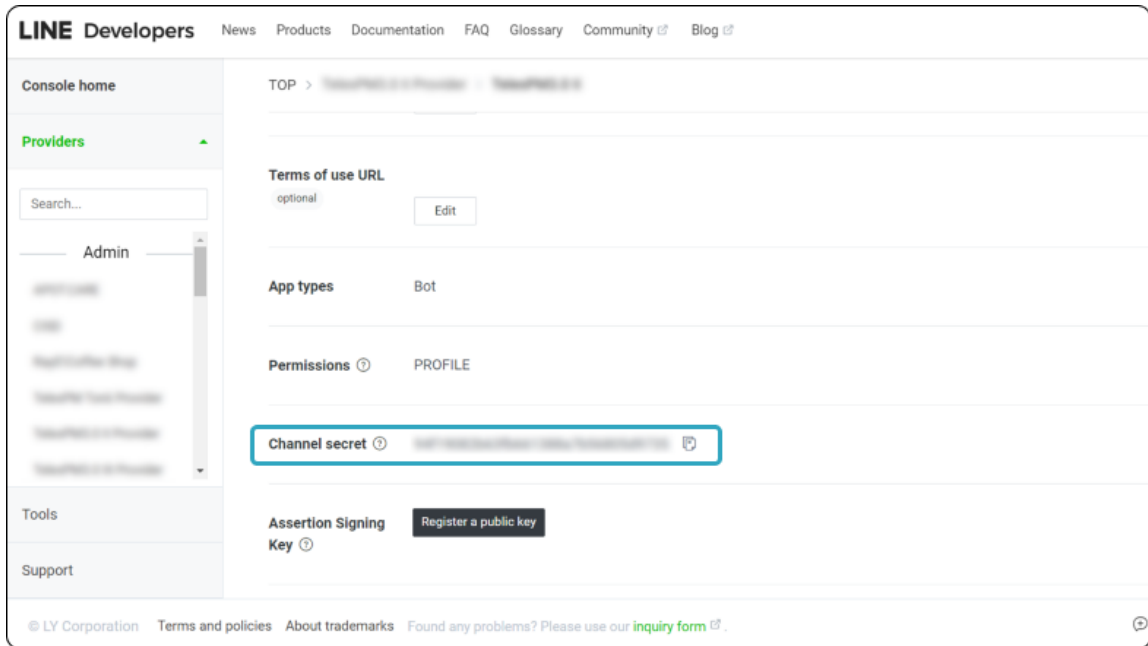 LINE Developers News Products Documentation FAQ Glossary Community Blog
Console home
TOP >
Providers
Search...
Admin
Tools
Support
Terms of use URL
optional
Edit
App types Bot
Permissions PROFILE
Channel secret
Assertion Signing
Key
Register a public key
© LY Corporation Terms and policies About trademarks Found any problems? Please use our inquiry form .